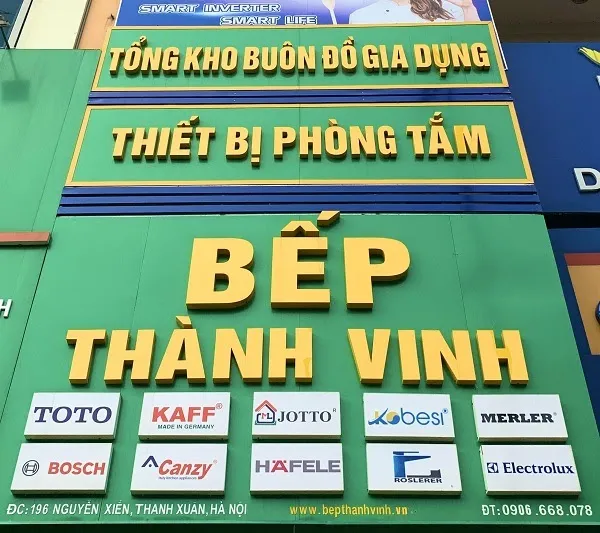 SMART INVERTER
SMART LIFE
TỔNG KHO BUÔN ĐỒ GIA DỤNG
THIẾT BỊ PHÒNG TẮM
BẾP
THÀNH VINH
TOTO
KAFF®
MADE IN GERMANY
JOTTO®
Kobesi®
MERLER®
BOSCH
Canzy®
HÄFELE
ROSLERER
Electrolux
ĐC:196 NGUYỄN XIỂN, THANH XUÂN, HÀ NỘI
www.bepthanhvinh.vn
ĐT:0906.668.078